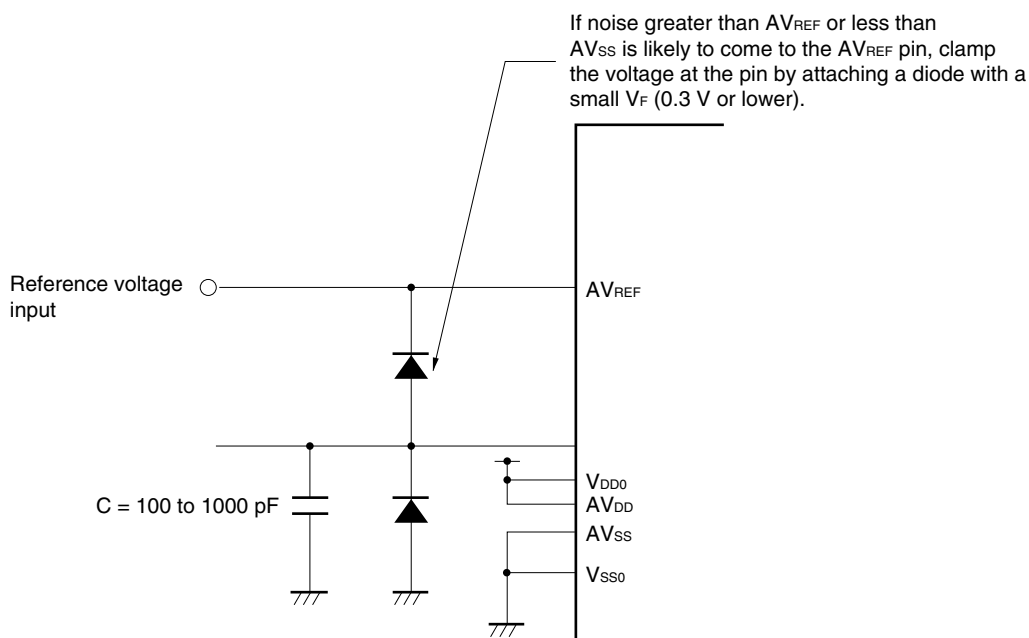 If noise greater than AVREF or less than
AVSS is likely to come to the AVREF pin, clamp
the voltage at the pin by attaching a diode with a
small VF (0.3 V or lower).
Reference voltage
input
AVREF
VDD0
AVDD
C = 100 to 1000 pF
AVSS
VSS0